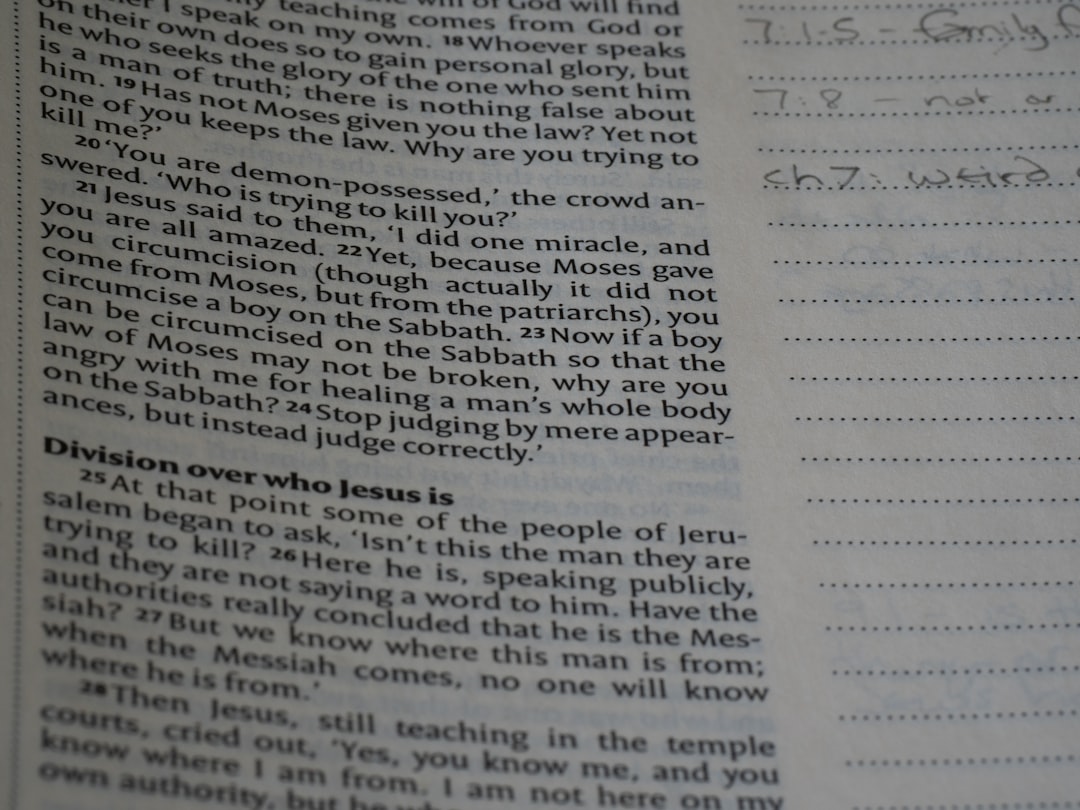 teaching comes from God or
I speak on my own. 18 Whoever speaks
on their own does so to gain personal glory, but
he who seeks the glory of the one who sent him
is a man of truth; there is nothing false about
him. 19 Has not Moses given you the law? Yet not
one of you keeps the law. Why are you trying to
kill me?’
20 ‘You are demon-possessed,’ the crowd an-
swered. ‘Who is trying to kill you?’
21 Jesus said to them, ‘I did one miracle, and
you are all amazed. 22 Yet, because Moses gave
you circumcision (though actually it did not
come from Moses, but from the patriarchs), you
circumcise a boy on the Sabbath. 23 Now if a boy
can be circumcised on the Sabbath so that the
law of Moses may not be broken, why are you
angry with me for healing a man’s whole body
on the Sabbath? 24 Stop judging by mere appear-
ances, but instead judge correctly.’
Division over who Jesus is
25 At that point some of the people of Jeru-
salem began to ask, ‘Isn’t this the man they are
trying to kill? 26 Here he is, speaking publicly,
and they are not saying a word to him. Have the
authorities really concluded that he is the Mes-
siah? 27 But we know where this man is from;
when the Messiah comes, no one will know
where he is from.’
28 Then Jesus, still teaching in the temple
courts, cried out, ‘Yes, you know me, and you
know where I am from. I am not here on my
own authority, but he
7:1-5 - family
7:8 - not
ch 7: weird